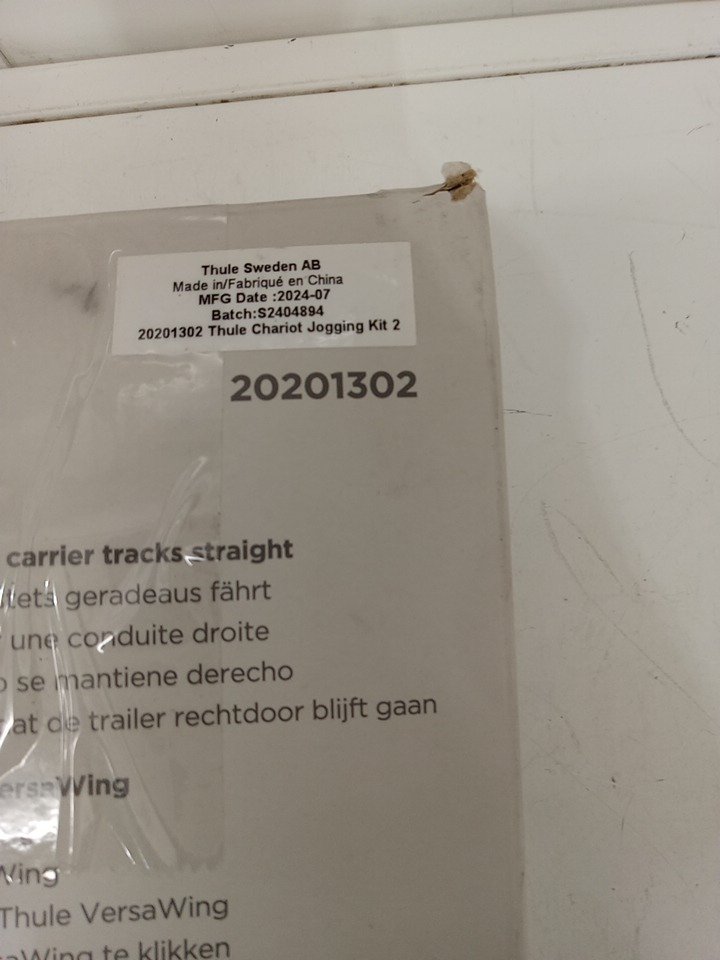 Thule Sweden AB
Made in/Fabriqué en China
MFG Date :2024-07
Batch:S2404894
20201302 Thule Chariot Jogging Kit 2
20201302
carrier tracks straight
geradeaus fährt
une conduite droite
se mantiene derecho
de trailer rechtdoor blijft gaan
Thule VersaWing
te klikken